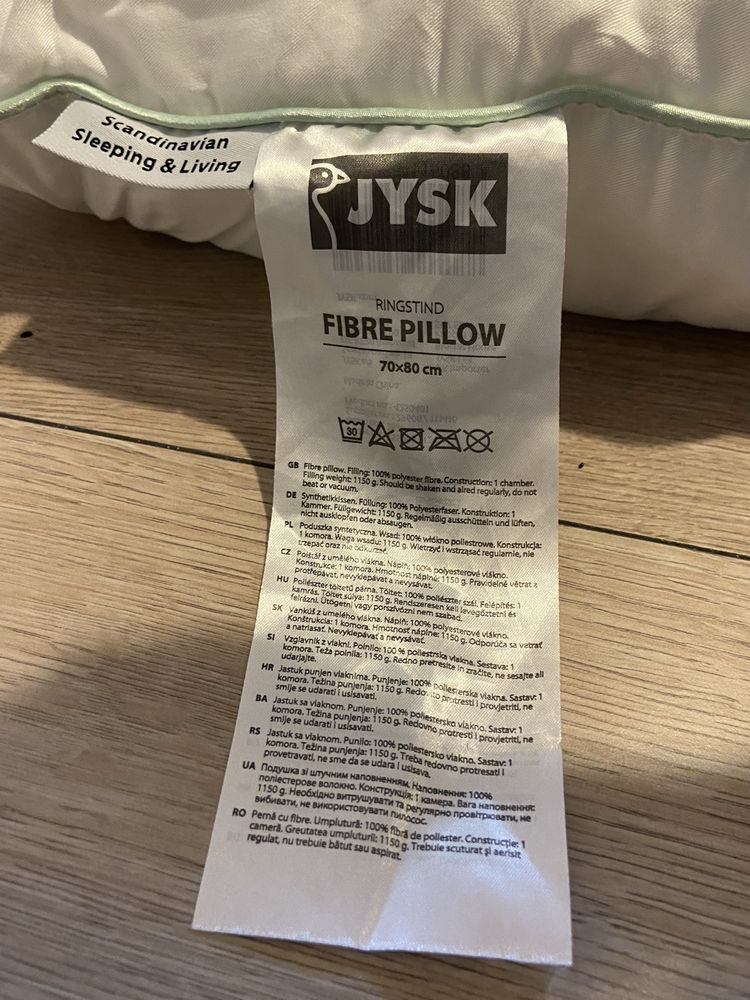 Scandinavian
Sleeping & Living
JYSK
RINGSTIND
FIBRE PILLOW
70×80 cm
30
GB Fibre pillow. Filling: 100% polyester fibre. Construction: 1 chamber.
Filling weight: 1150 g. Should be shaken and aired regularly, do not
beat or vacuum.
DE Synthetikkissen. Füllung: 100% Polyesterfaser. Konstruktion: 1
Kammer. Füllgewicht: 1150 g. Regelmäßig ausschütteln und lüften,
nicht ausklopfen oder absaugen.
PL Poduszka syntetyczna. Wsad: 100% włókno poliestrowe. Konstrukcja:
1 komora. Waga wsadu: 1150 g. Wietrzyć i wstrząsać regularnie, nie
trzepać oraz nie odkurzać.
CZ Polštář z umělého vlákna. Náplň: 100% polyesterové vlákno.
Konstrukce: 1 komora. Hmotnost náplně: 1150 g. Pravidelně větrat a
protřepávat, nevyklepávat a nevysávat.
HU Poliészter töltetű párna. Töltet: 100% poliészter szál. Felépítés: 1
kamrás. Töltet súlya: 1150 g. Rendszeresen kell levegőztetni és
felrázni. Ütögetni vagy porszívózni nem szabad.
SK Vankúš z umelého vlákna. Náplň: 100% polyesterové vlákno.
Konštrukcia: 1 komora. Hmotnosť náplne: 1150 g. Odporúča sa vetrať
a natriasať. Nevyklepávať a nevysávať.
SI Vzglavnik z vlakni. Polnilo: 100 % poliestrska vlakna. Sestava: 1
komora. Teža polnila: 1150 g. Redno pretresite in zračite, ne sesajte ali
udarjajte.
HR Jastuk punjen vlaknima. Punjenje: 100% poliesterska vlakna. Sastav: 1
komora. Težina punjenja: 1150 g. Redovito protresti i provjetriti, ne
smije se udarati i usisavati.
BA Jastuk sa vlaknom. Punjenje: 100% poliestersko vlakno. Sastav: 1
komora. Težina punjenja: 1150 g. Redovno protresti i provjetriti, ne
smije se udarati i usisavati.
RS Jastuk sa vlaknom. Punilo: 100% poliestersko vlakno. Sastav: 1
komora. Težina punjenja: 1150 g. Treba redovno protresati i
provetravati, ne sme da se udara i usisava.
UA Подушка зі штучним наповненням. Наповнення: 100%
поліестерове волокно. Конструкція: 1 камера. Вага наповнення:
1150 g. Необхідно витрушувати та регулярно провітрювати, не
вибивати, не використовувати пилосос.
RO Pernă cu fibre. Umplutură: 100% fibră de poliester. Construcție: 1
cameră. Greutatea umpluturii: 1150 g. Trebuie scuturat și aerisit
regulat, nu trebuie bătut sau aspirat.